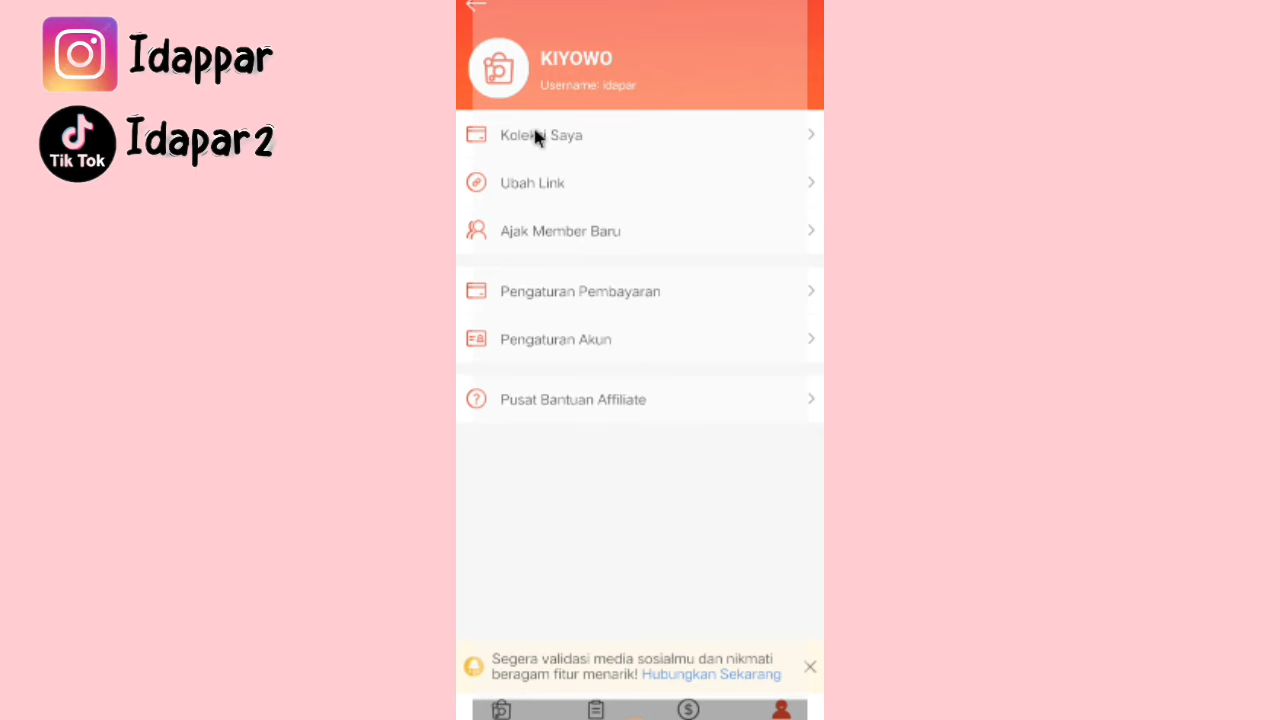 Idappar
Tik Tok
Idapar2
KIYOWO
Username: idapar
Koleksi Saya
Ubah Link
Ajak Member Baru
Pengaturan Pembayaran
Pengaturan Akun
Pusat Bantuan Affiliate
Segera validasi media sosialmu dan nikmati
beragam fitur menarik! Hubungkan Sekarang